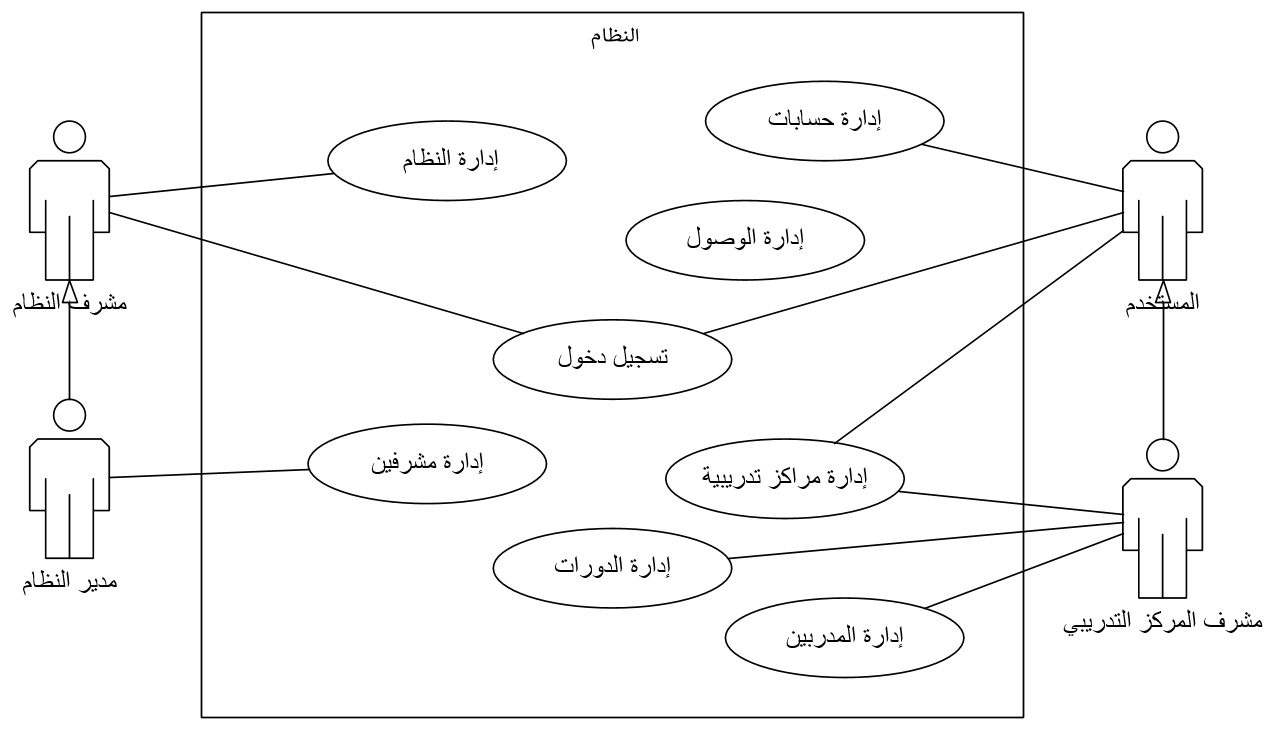 النظام
إدارة حسابات
إدارة النظام
إدارة الوصول
مشرف النظام
المستخدم
تسجيل دخول
إدارة مشرفين
إدارة مراكز تدريبية
إدارة الدورات
مدير النظام
مشرف المركز التدريبي
إدارة المدربين